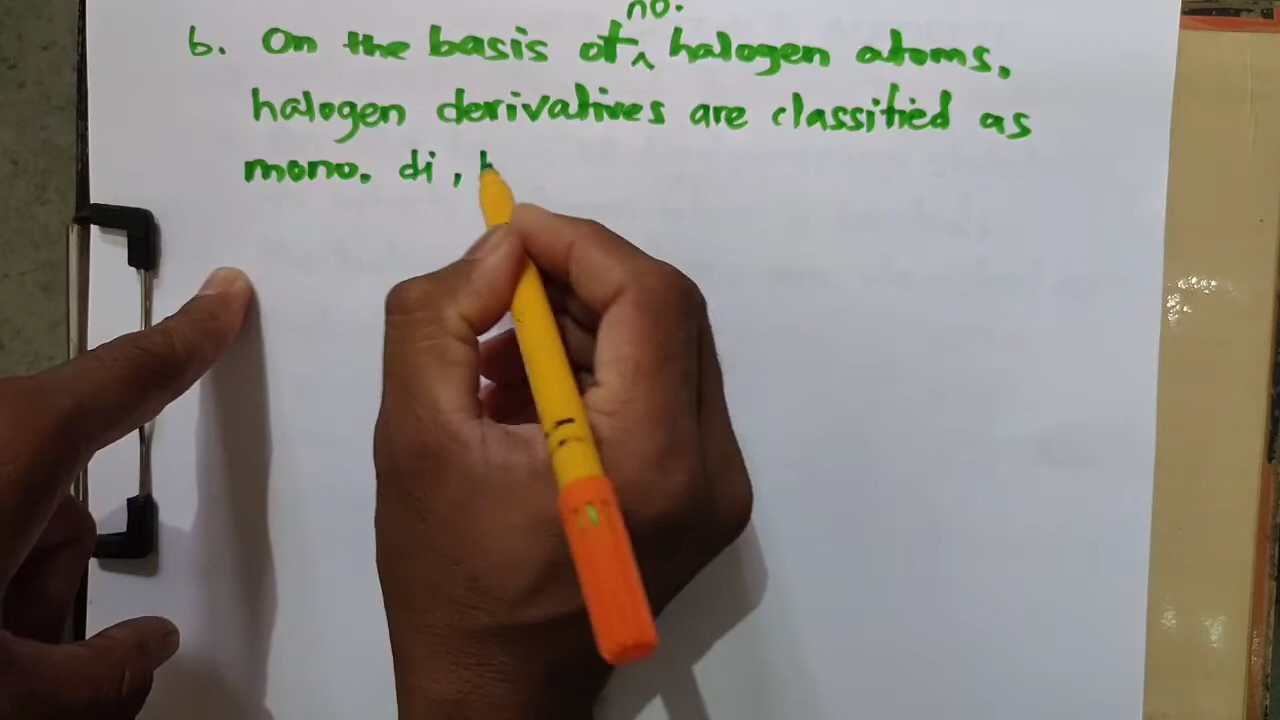 b. On the basis of ^ no. halogen atoms,
halogen derivatives are classified as
mono, di,